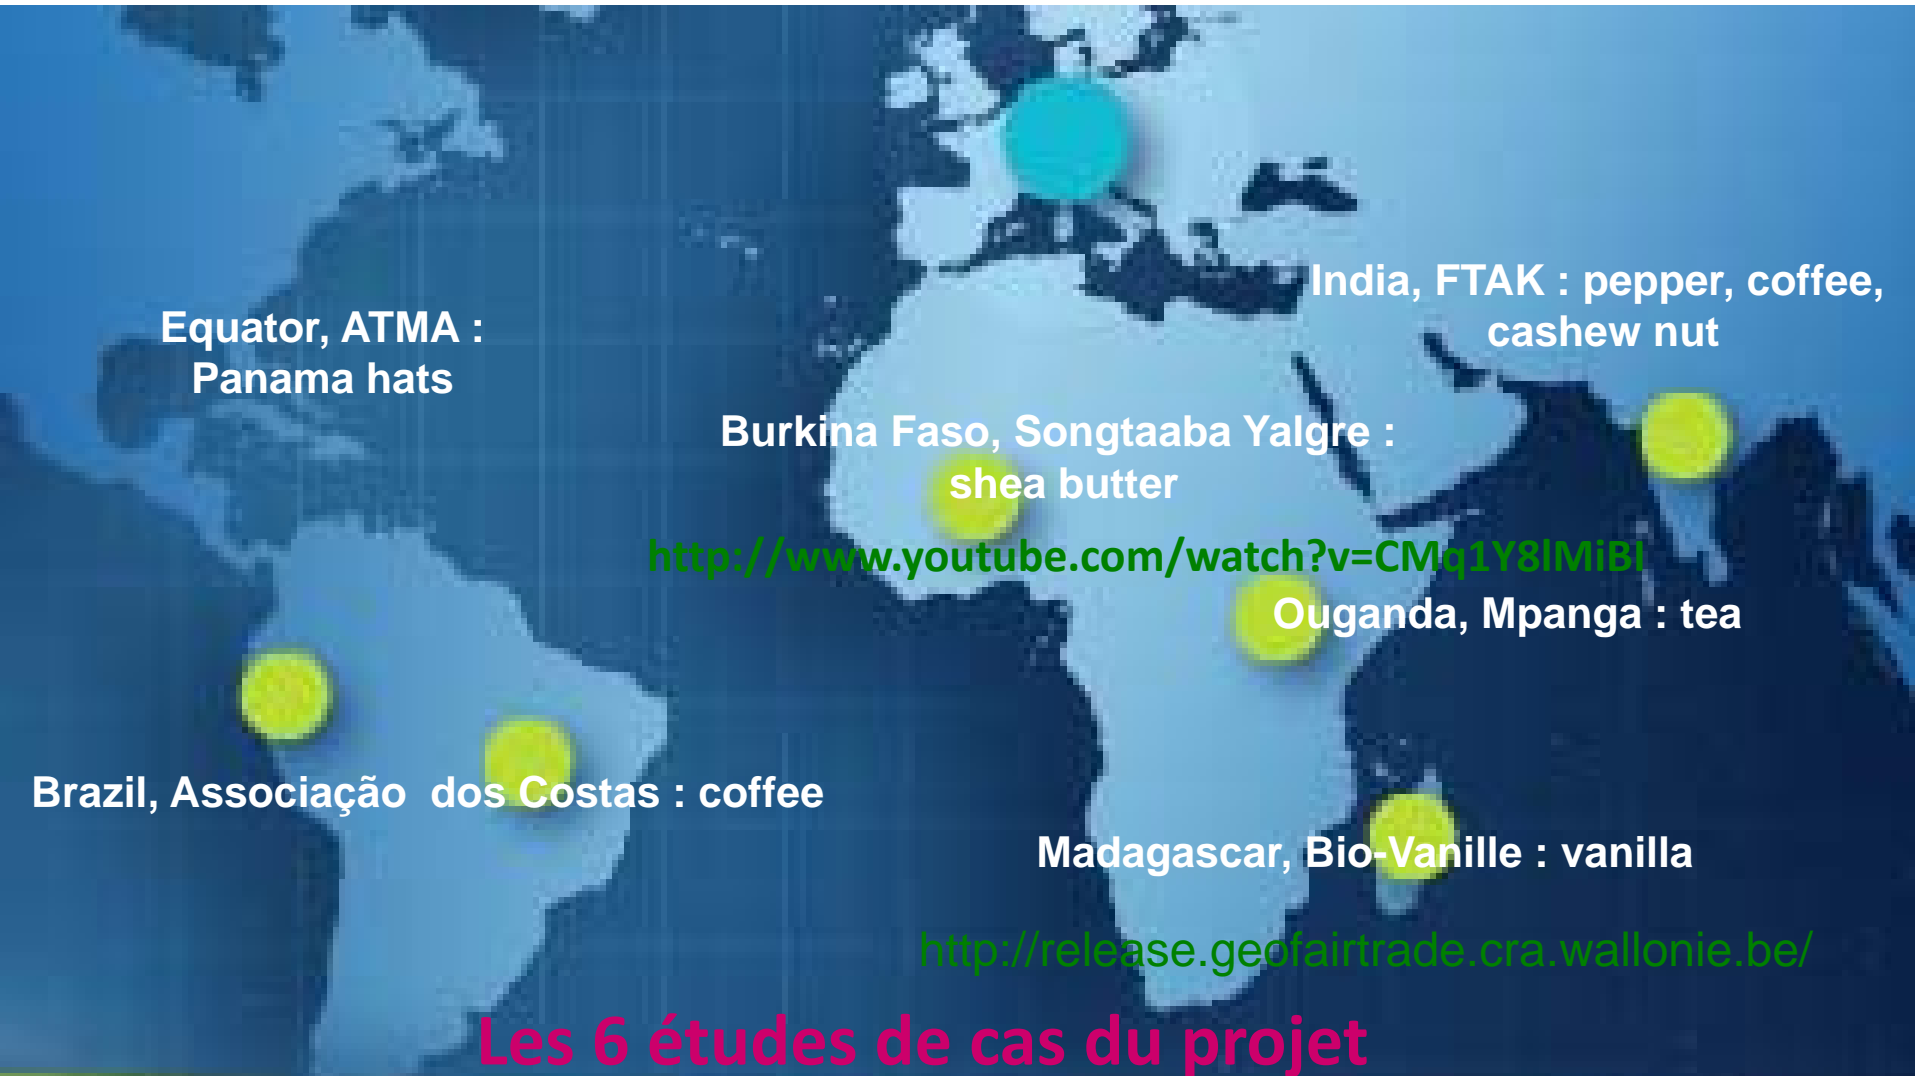 India, FTAK : pepper, coffee,
cashew nut
Equator, ATMA :
Panama hats
Burkina Faso, Songtaaba Yalgre :
shea butter
http://www.youtube.com/watch?v=CMq1Y8lMiBI
Ouganda, Mpanga : tea
Brazil, Associação dos Costas : coffee
Madagascar, Bio-Vanille : vanilla
http://release.geofairtrade.cra.wallonie.be/
Les 6 études de cas du projet